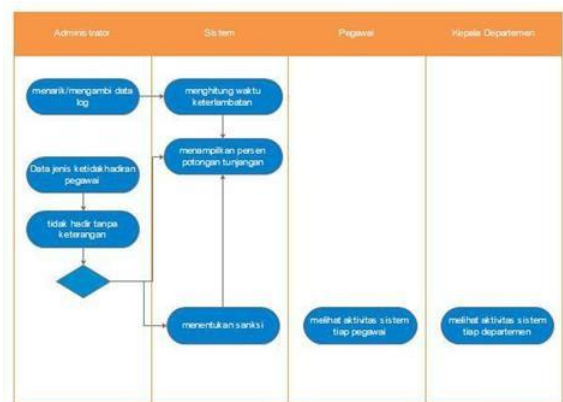 Administrator
Sistem
Pegawai
Kepala Departemen
menarik/mengambi data
log
menghitung waktu
keterlambatan
menampilkan persen
potongan tunjangan
Data jenis ketidakhadiran
pegawai
tidak hadir tanpa
keterangan
menentukan sanksi
melihat aktivitas sistem
tiap pegawai
melihat aktivitas sistem
tiap departemen